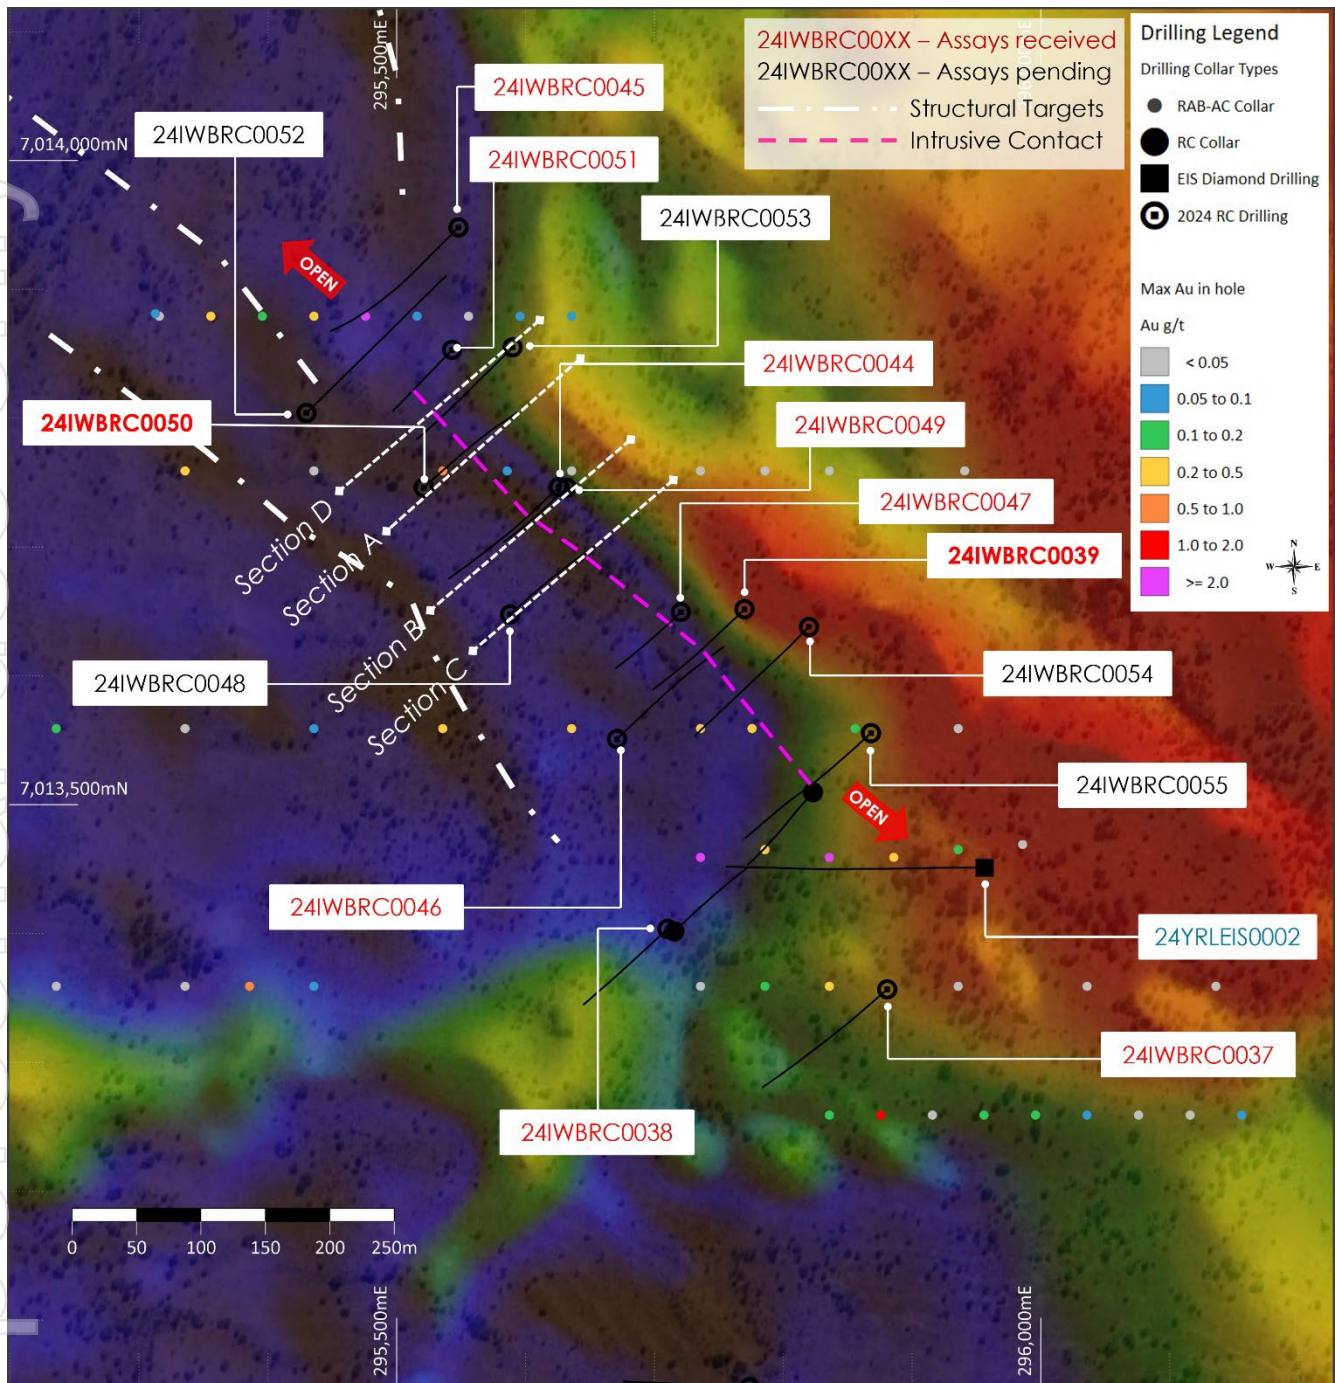 24IWBRC00XX – Assays received
24IWBRC00XX – Assays pending
Structural Targets
Intrusive Contact
Drilling Legend
Drilling Collar Types
RAB-AC Collar
RC Collar
EIS Diamond Drilling
2024 RC Drilling
Max Au in hole
Au g/t
< 0.05
0.05 to 0.1
0.1 to 0.2
0.2 to 0.5
0.5 to 1.0
1.0 to 2.0
>= 2.0
N
W
E
S
295,500mE
7,014,000mN
24IWBRC0045
24IWBRC0052
24IWBRC0051
24IWBRC0053
OPEN
24IWBRC0044
24IWBRC0050
24IWBRC0049
24IWBRC0047
Section D
Section A
24IWBRC0039
Section B
Section C
24IWBRC0048
24IWBRC0054
7,013,500mN
24IWBRC0055
OPEN
24IWBRC0046
24YRLEIS0002
24IWBRC0037
24IWBRC0038
0
50
100
150
200
250m
295,500mE
296,000mE